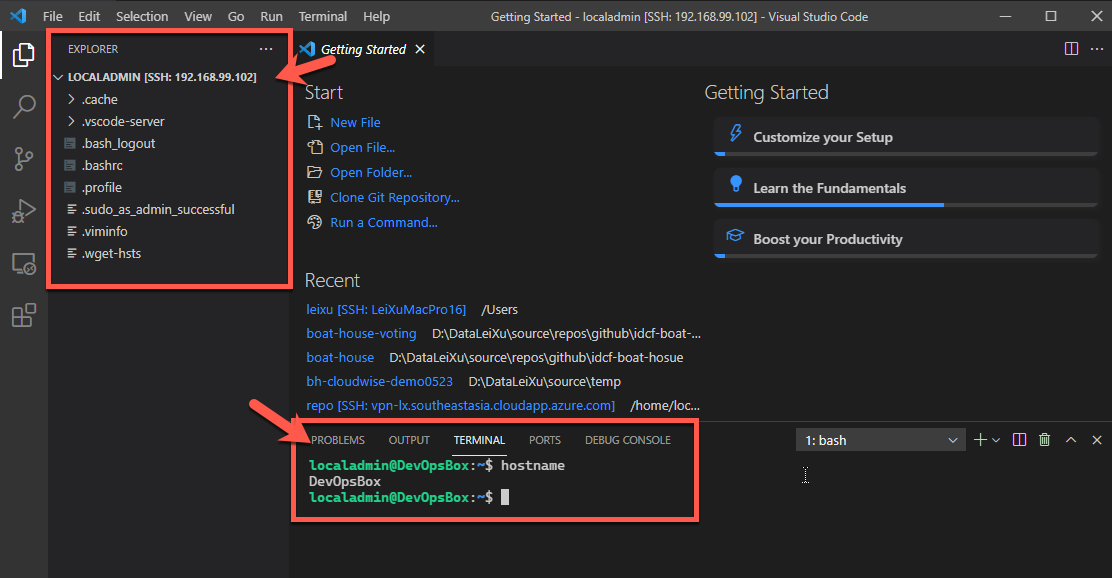 File Edit Selection View Go Run Terminal Help Getting Started - localadmin [SSH: 192.168.99.102] - Visual Studio Code
EXPLORER
LOCALADMIN [SSH: 192.168.99.102]
.cache
.vscode-server
.bash_logout
.bashrc
.profile
.sudo_as_admin_successful
.viminfo
.wget-hsts
Getting Started
Start
New File
Open File...
Open Folder...
Clone Git Repository...
Run a Command...
Recent
leixu [SSH: LeiXuMacPro16] /Users
boat-house-voting D:\DataLeiXu\source\repos\github\idcf-boat-...
boat-house D:\DataLeiXu\source\repos\github\idcf-boat-hosue
bh-cloudwise-demo0523 D:\DataLeiXu\source\temp
repo [SSH: vpn-lx.southeastasia.cloudapp.azure.com] /home/loc...
Getting Started
Customize your Setup
Learn the Fundamentals
Boost your Productivity
PROBLEMS OUTPUT TERMINAL PORTS DEBUG CONSOLE 1: bash
localadmin@DevOpsBox:~$ hostname
DevOpsBox
localadmin@DevOpsBox:~$